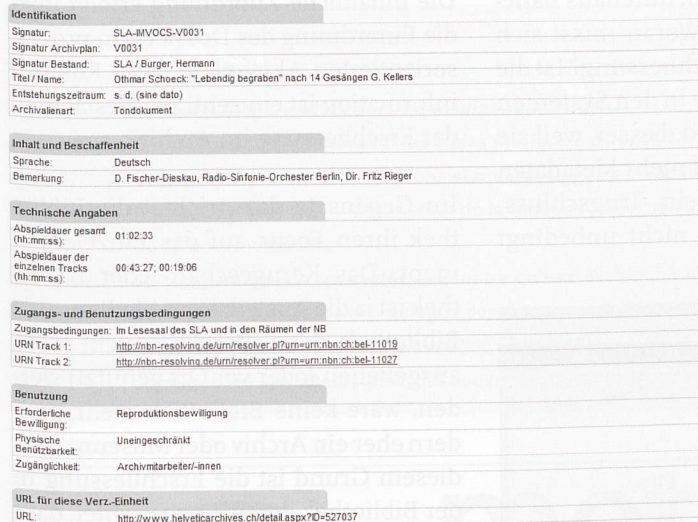 Identifikation
Signatur: SLA-IMVOCS-V0031
Signatur Archivplan: V0031
Signatur Bestand: SLA / Burger, Hermann
Titel / Name: Othmar Schoeck: "Lebendig begraben" nach 14 Gesängen G. Kellers
Entstehungszeitraum: s. d. (sine dato)
Archivalienart: Tondokument
Inhalt und Beschaffenheit
Sprache: Deutsch
Bemerkung: D. Fischer-Dieskau, Radio-Sinfonie-Orchester Berlin, Dir. Fritz Rieger
Technische Angaben
Abspieldauer gesamt
(hh:mm:ss): 01:02:33
Abspieldauer der
einzelnen Tracks
(hh:mm:ss): 00:43:27; 00:19:06
Zugangs- und Benutzungsbedingungen
Zugangsbedingungen: Im Lesesaal des SLA und in den Räumen der NB
URN Track 1: http://nbn-resolving.de/urn/resolver.pl?urn=urn:nbn:ch:bel-11019
URN Track 2: http://nbn-resolving.de/urn/resolver.pl?urn=urn:nbn:ch:bel-11027
Benutzung
Erforderliche
Bewilligung: Reproduktionsbewilligung
Physische
Benützbarkeit: Uneingeschränkt
Zugänglichkeit: Archivmitarbeiter/-innen
URL für diese Verz.-Einheit
URL: http://www.helveticarchives.ch/detail.aspx?ID=527037